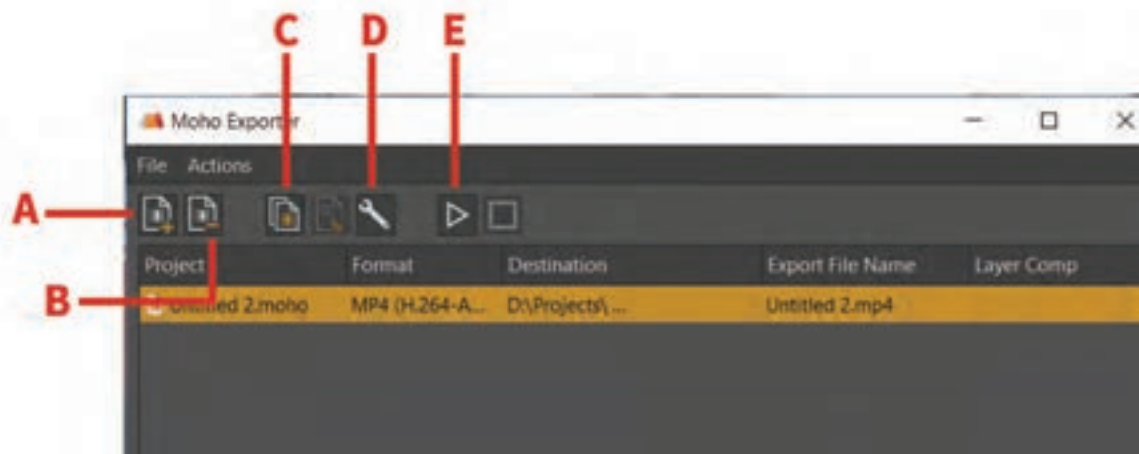 C D E
Moho Exporter
File Actions
A
Project Format Destination Export File Name Layer Comp
B
Untitled 2.moho MP4 (H.264-A... D:\Projects\ ... Untitled 2.mp4